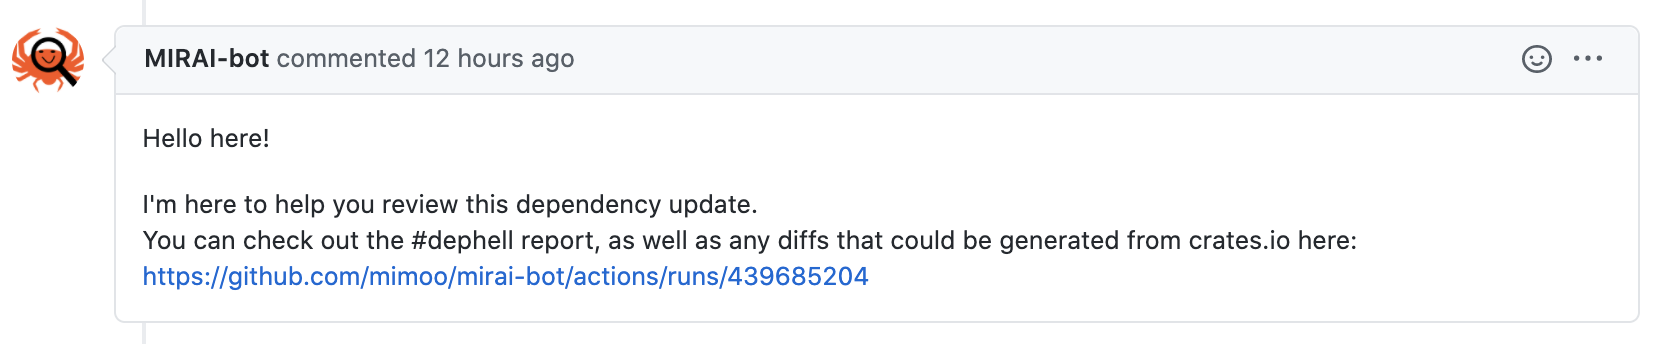 MIRAI-bot commented 12 hours ago
Hello here!
I'm here to help you review this dependency update.
You can check out the #dephell report, as well as any diffs that could be generated from crates.io here:
https://github.com/mimoo/mirai-bot/actions/runs/439685204